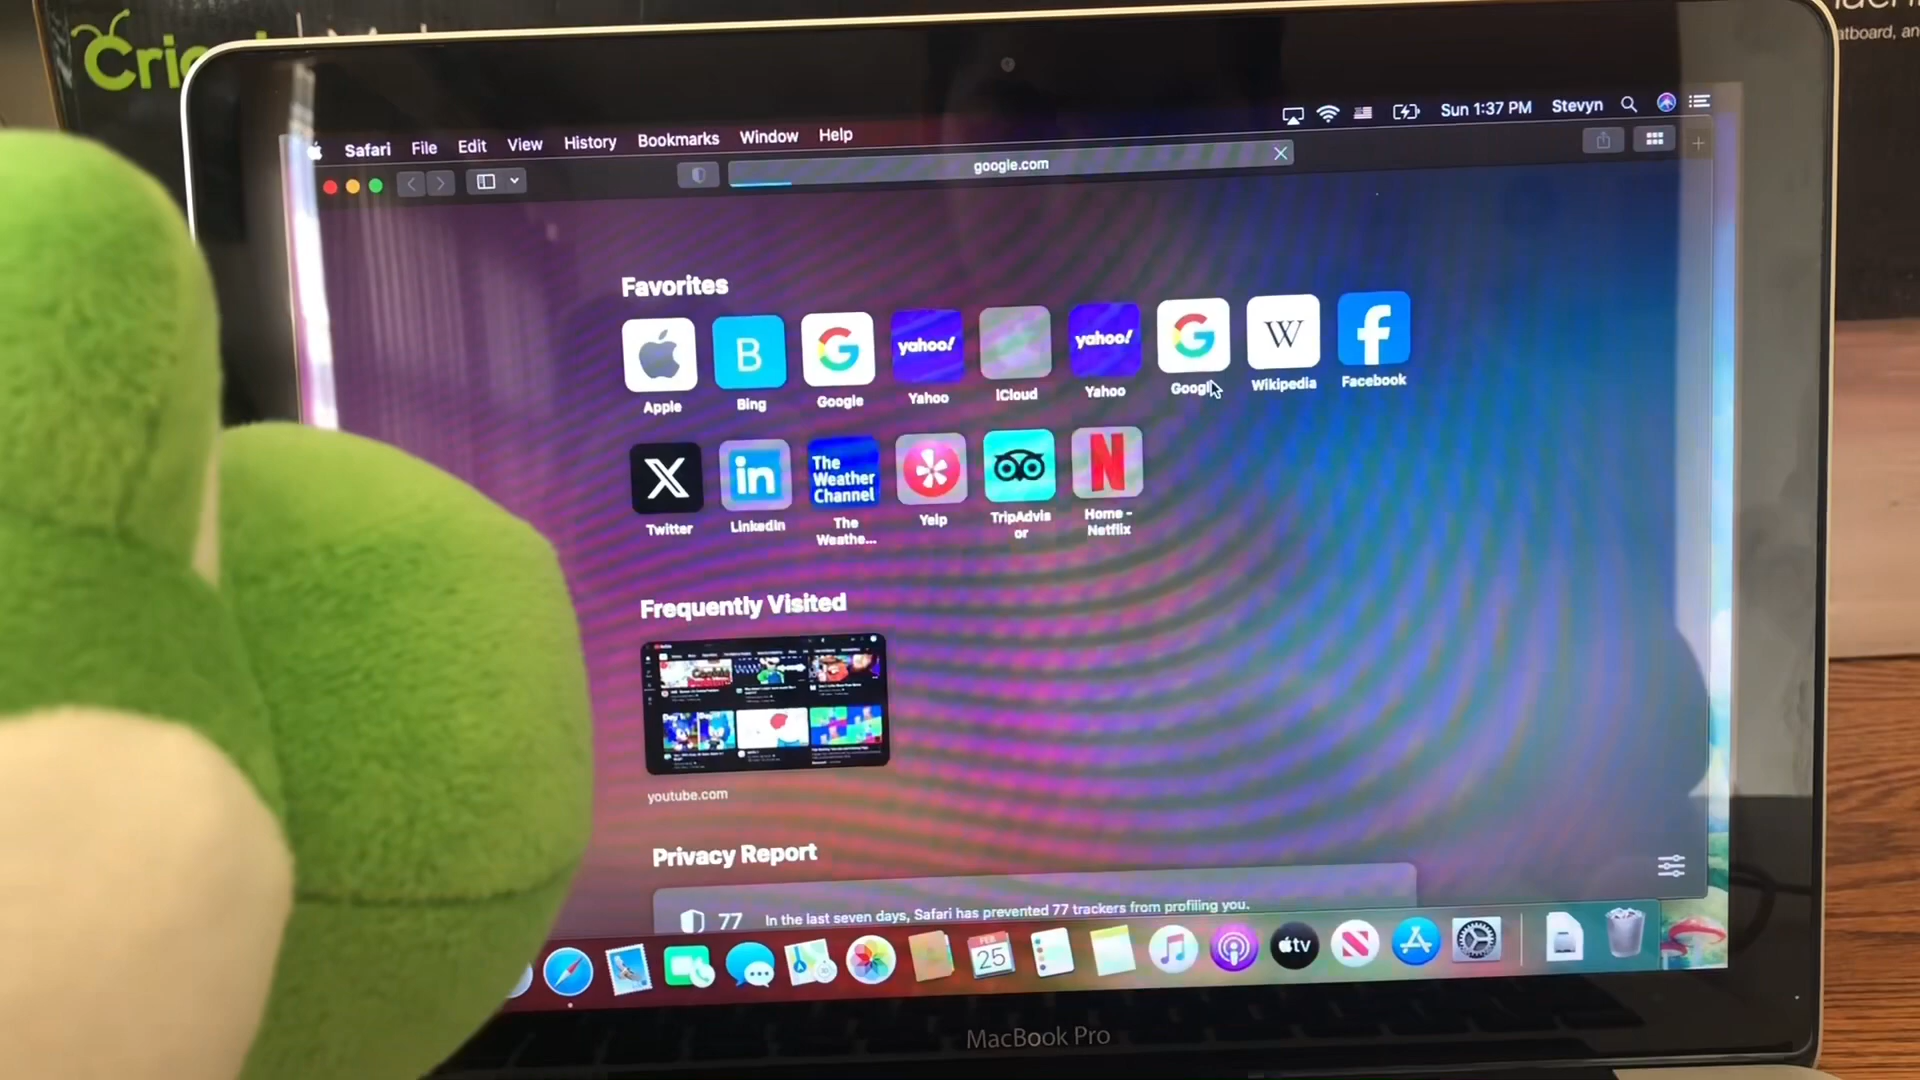 Cric
atboard, an
Safari File Edit View History Bookmarks Window Help
Sun 1:37 PM Stevyn
google.com
Favorites
B
yahoo!
yahoo!
W
Apple
Bing
Google
Yahoo
iCloud
Yahoo
Googl
Wikipedia
Facebook
X
in
The
Weather
Channel
N
Twitter
LinkedIn
The
Weathe...
Yelp
TripAdvis
or
Home -
Netflix
Frequently Visited
youtube.com
Privacy Report
77 In the last seven days, Safari has prevented 77 trackers from profiling you.
FEB
25
tv
MacBook Pro